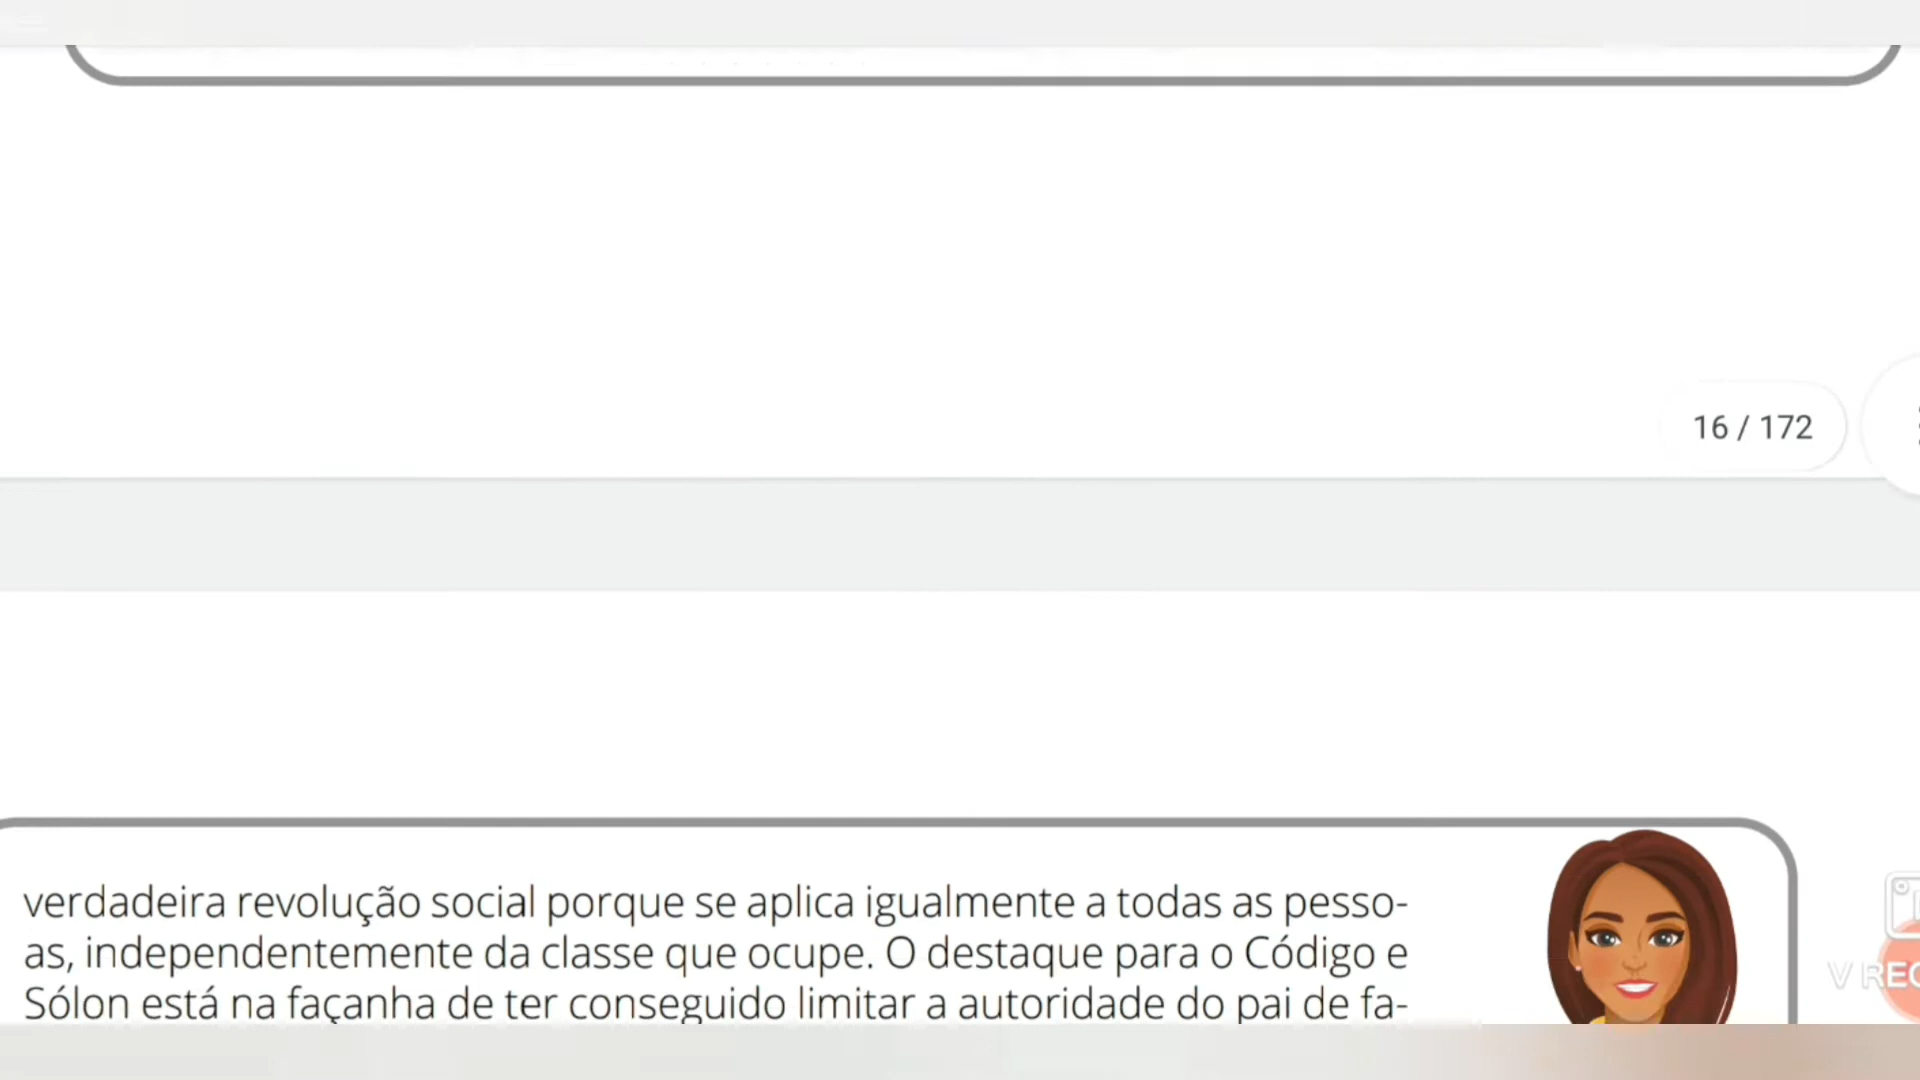 16 / 172
verdadeira revolução social porque se aplica igualmente a todas as pesso-
as, independentemente da classe que ocupe. O destaque para o Código e
Sólon está na façanha de ter conseguido limitar a autoridade do pai de fa-
V REC